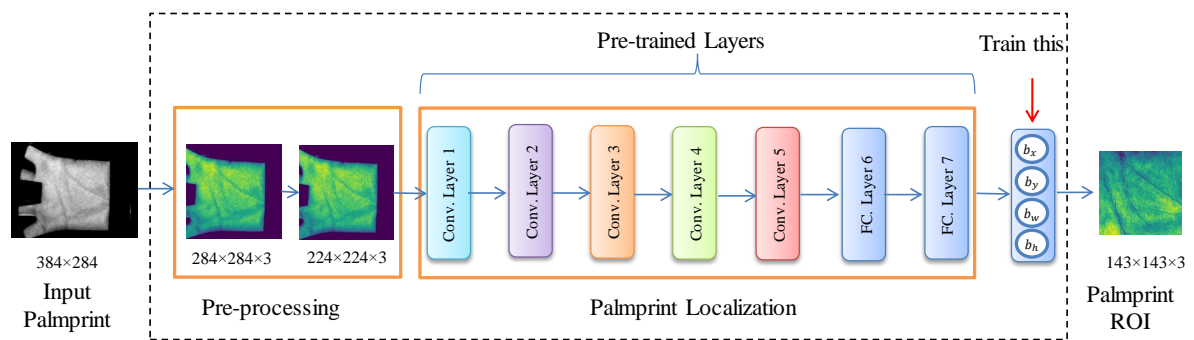 Pre-trained Layers
Train this
Conv. Layer 1
Conv. Layer 2
Conv. Layer 3
Conv. Layer 4
Conv. Layer 5
FC. Layer 6
FC. Layer 7
b_x
b_y
b_w
b_h
384×284
284×284×3
224×224×3
143×143×3
Input
Palmprint
Pre-processing
Palmprint Localization
Palmprint
ROI